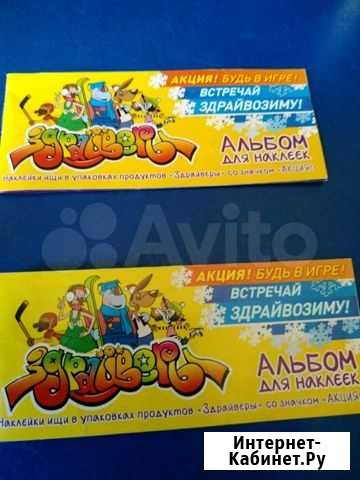 АКЦИЯ! БУДЬ В ИГРЕ!
ВСТРЕЧАЙ
ЗДРАЙВОЗИМУ!
Здрайверы
АЛЬБОМ
ДЛЯ НАКЛЕЕК
НАКЛЕЙКИ ИЩИ В УПАКОВКАХ ПРОДУКТОВ «ЗДРАЙВЕРЫ» СО ЗНАЧКОМ «АКЦИЯ!»
Avito
АКЦИЯ! БУДЬ В ИГРЕ!
ВСТРЕЧАЙ
ЗДРАЙВОЗИМУ!
Здрайверы
АЛЬБОМ
ДЛЯ НАКЛЕЕК
НАКЛЕЙКИ ИЩИ В УПАКОВКАХ ПРОДУКТОВ «ЗДРАЙВЕРЫ» СО ЗНАЧКОМ «АКЦИЯ!»
Интернет-
Кабинет.Ру